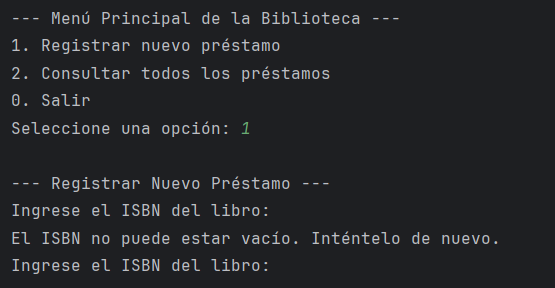 --- Menú Principal de la Biblioteca ---
1. Registrar nuevo préstamo
2. Consultar todos los préstamos
0. Salir
Seleccione una opción: 1
--- Registrar Nuevo Préstamo ---
Ingrese el ISBN del libro:
El ISBN no puede estar vacío. Inténtelo de nuevo.
Ingrese el ISBN del libro: